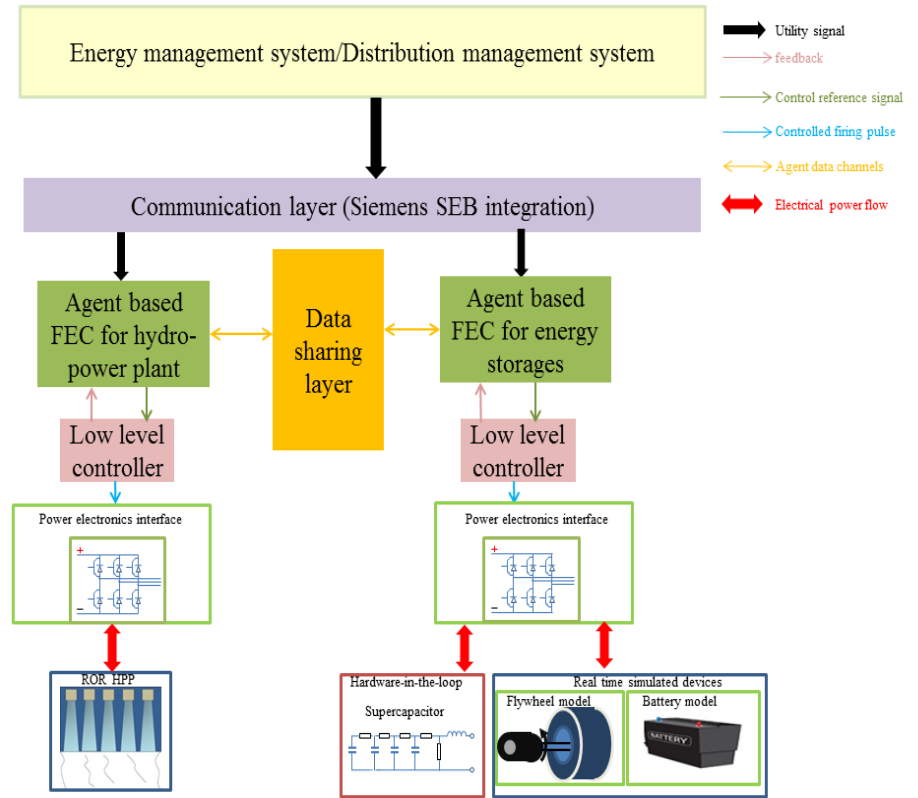 Energy management system/Distribution management system
Utility signal
feedback
Control reference signal
Controlled firing pulse
Agent data channels
Electrical power flow
Communication layer (Siemens SEB integration)
Agent based
FEC for hydro-
power plant
Data
sharing
layer
Agent based
FEC for energy
storages
Low level
controller
Low level
controller
Power electronics interface
+
−
Power electronics interface
+
−
ROR HPP
Hardware-in-the-loop
Supercapacitor
Real time simulated devices
Flywheel model
Battery model
BATTERY